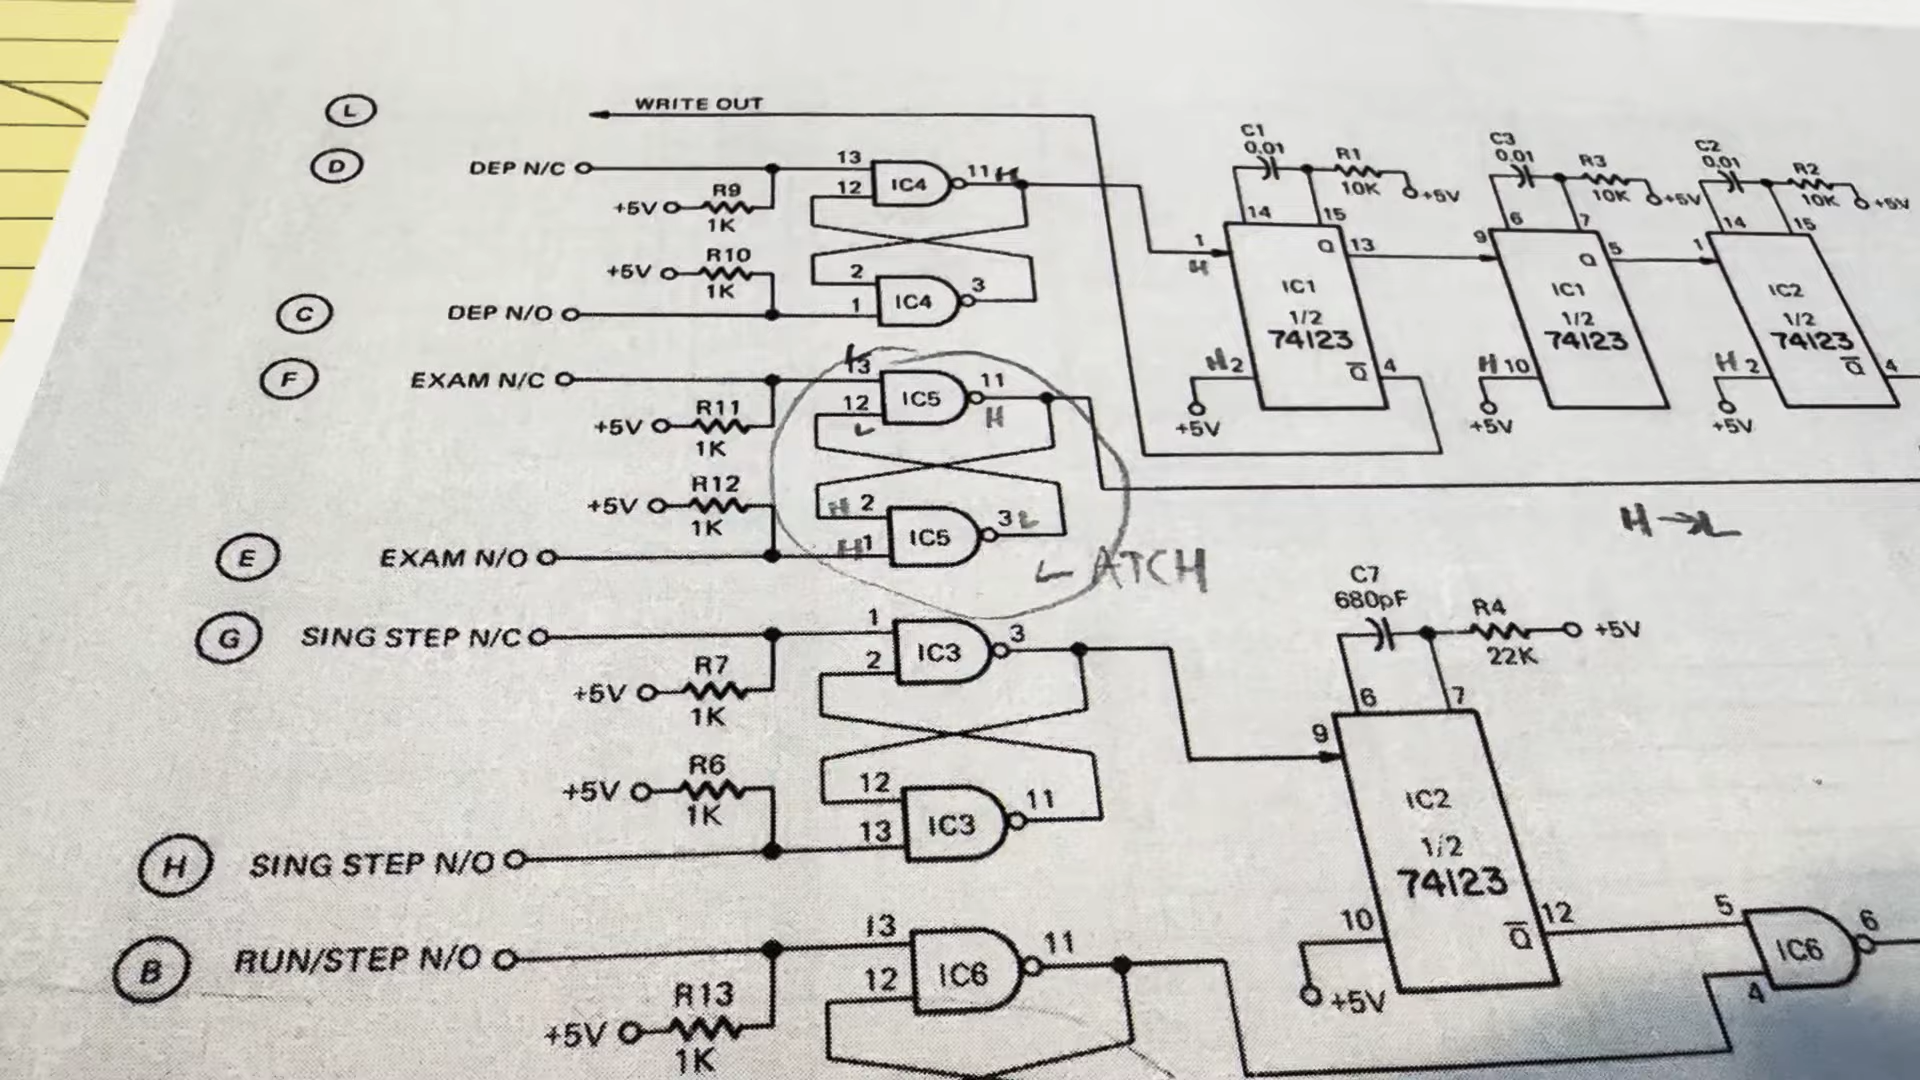 L
WRITE OUT
D
DEP N/C
13
12
IC4
11 H
+5V
R9
1K
+5V
R10
1K
2
1
IC4
3
C
DEP N/O
C1
0.01
R1
10K
+5V
14
15
1
H
Q
13
IC1
1/2
74123
H 2
+5V
Q
4
C3
0.01
R3
10K
+5V
6
7
9
Q
5
IC1
1/2
74123
H 10
+5V
C2
0.01
R2
10K
+5V
14
15
1
IC2
1/2
74123
H 2
+5V
Q
4
F
EXAM N/C
L
13
12
L
IC5
11
H
+5V
R11
1K
+5V
R12
1K
H 2
H 1
IC5
3 L
E
EXAM N/O
LATCH
H → L
G
SING STEP N/C
1
2
IC3
3
+5V
R7
1K
+5V
R6
1K
12
13
IC3
11
H
SING STEP N/O
C7
680pF
R4
22K
+5V
6
7
9
IC2
1/2
74123
10
+5V
Q
12
5
4
IC6
6
B
RUN/STEP N/O
13
12
IC6
11
+5V
R13
1K